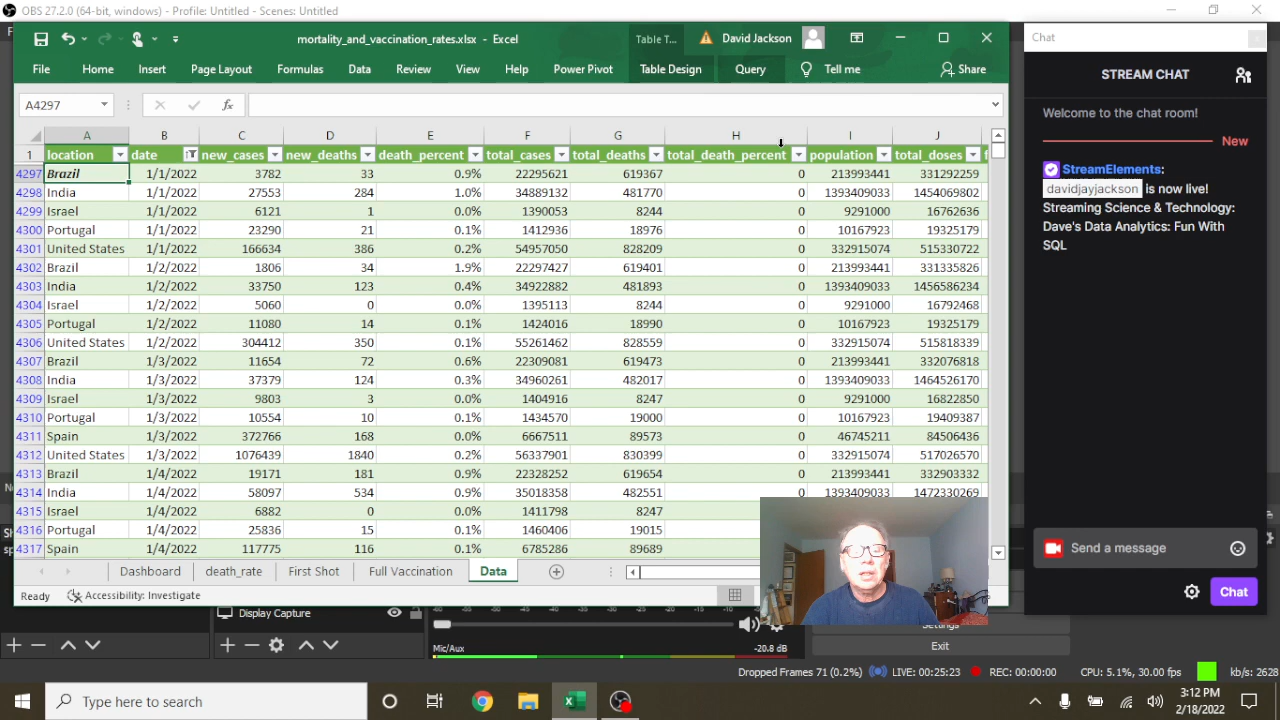 OBS 27.2.0 (64-bit, windows) - Profile: Untitled - Scenes: Untitled
mortality_and_vaccination_rates.xlsx - Excel
Table T...
David Jackson
File Home Insert Page Layout Formulas Data Review View Help Power Pivot Table Design Query Tell me Share
A4297 fx
A B C D E F G H I J
1 location date new_cases new_deaths death_percent total_cases total_deaths total_death_percent population total_doses
4297 Brazil 1/1/2022 3782 33 0.9% 22295621 619367 0 213993441 331292259
4298 India 1/1/2022 27553 284 1.0% 34889132 481770 0 1393409033 1454069802
4299 Israel 1/1/2022 6121 1 0.0% 1390053 8244 0 9291000 16762636
4300 Portugal 1/1/2022 23290 21 0.1% 1412936 18976 0 10167923 19325179
4301 United States 1/1/2022 166634 386 0.2% 54957050 828209 0 332915074 515330722
4302 Brazil 1/2/2022 1806 34 1.9% 22297427 619401 0 213993441 331335826
4303 India 1/2/2022 33750 123 0.4% 34922882 481893 0 1393409033 1456586234
4304 Israel 1/2/2022 5060 0 0.0% 1395113 8244 0 9291000 16792468
4305 Portugal 1/2/2022 11080 14 0.1% 1424016 18990 0 10167923 19325179
4306 United States 1/2/2022 304412 350 0.1% 55261462 828559 0 332915074 515818339
4307 Brazil 1/3/2022 11654 72 0.6% 22309081 619473 0 213993441 332076818
4308 India 1/3/2022 37379 124 0.3% 34960261 482017 0 1393409033 1464526170
4309 Israel 1/3/2022 9803 3 0.0% 1404916 8247 0 9291000 16822850
4310 Portugal 1/3/2022 10554 10 0.1% 1434570 19000 0 10167923 19409387
4311 Spain 1/3/2022 372766 168 0.0% 6667511 89573 0 46745211 84506436
4312 United States 1/3/2022 1076439 1840 0.2% 56337901 830399 0 332915074 517026570
4313 Brazil 1/4/2022 19171 181 0.9% 22328252 619654 0 213993441 332903332
4314 India 1/4/2022 58097 534 0.9% 35018358 482551 0 1393409033 1472330269
4315 Israel 1/4/2022 6882 0 0.0% 1411798 8247
4316 Portugal 1/4/2022 25836 15 0.1% 1460406 19015
4317 Spain 1/4/2022 117775 116 0.1% 6785286 89689
Dashboard death_rate First Shot Full Vaccination Data
Ready Accessibility: Investigate
Chat
STREAM CHAT
Welcome to the chat room!
New
StreamElements:
davidjayjackson is now live!
Streaming Science & Technology:
Dave's Data Analytics: Fun With
SQL
Send a message
Chat
Display Capture
-60 -55 -50 -45 -40 -35 -30 -25 -20 -15 -10 -5 0
Mic/Aux -20.8 dB
Settings
Exit
Dropped Frames 71 (0.2%) LIVE: 00:25:23 REC: 00:00:00 CPU: 5.1%, 30.00 fps kb/s: 2628
Type here to search
3:12 PM
2/18/2022